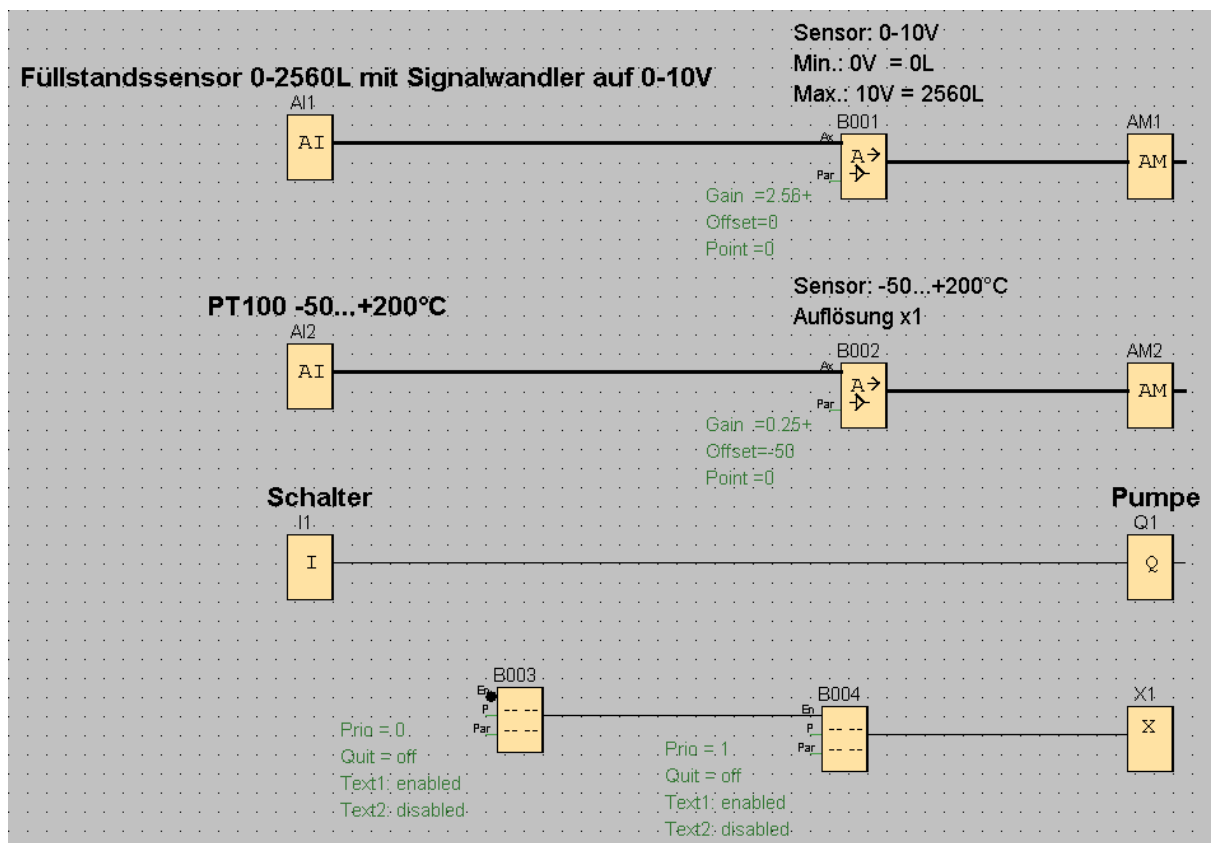 Sensor: 0-10V
Min.: 0V = 0L
Max.: 10V = 2560L
Füllstandssensor 0-2560L mit Signalwandler auf 0-10V
AI1
AI
B001
Ax
Par
A→
Gain =2.56+
Offset=0
Point =0
AM1
AM
Sensor: -50...+200°C
Auflösung x1
PT100 -50...+200°C
AI2
AI
B002
Ax
Par
A→
Gain =0.25+
Offset=-50
Point =0
AM2
AM
Schalter
I1
I
Pumpe
Q1
Q
B003
En
P
Par
Prio = 0
Quit = off
Text1: enabled
Text2: disabled
B004
En
P
Par
Prio = 1
Quit = off
Text1: enabled
Text2: disabled
X1
X